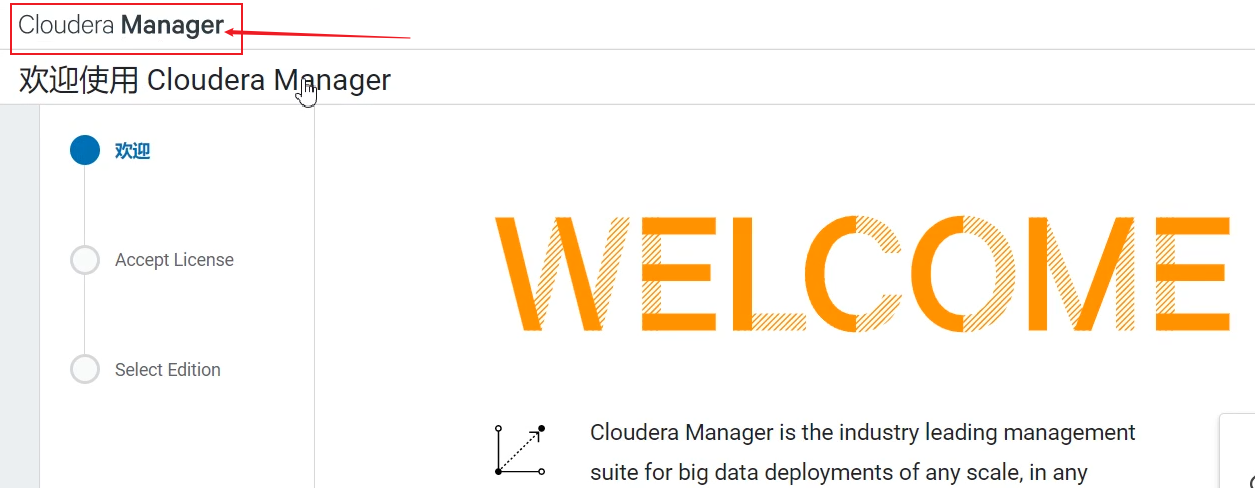 Cloudera Manager
欢迎使用 Cloudera Manager
欢迎
Accept License
Select Edition
WELCOME
Cloudera Manager is the industry leading management
suite for big data deployments of any scale, in any